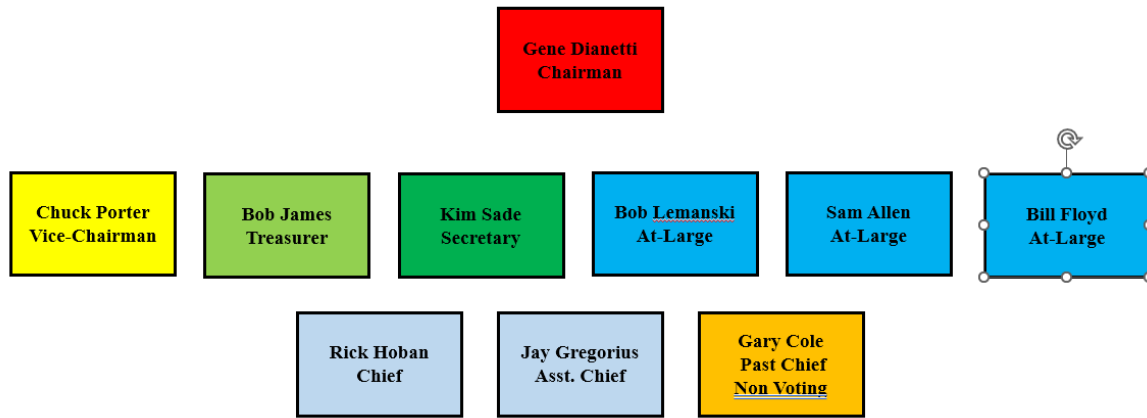 Gene Dianetti
Chairman
Chuck Porter
Vice-Chairman
Bob James
Treasurer
Kim Sade
Secretary
Bob Lemanski
At-Large
Sam Allen
At-Large
Bill Floyd
At-Large
Rick Hoban
Chief
Jay Gregorius
Asst. Chief
Gary Cole
Past Chief
Non Voting